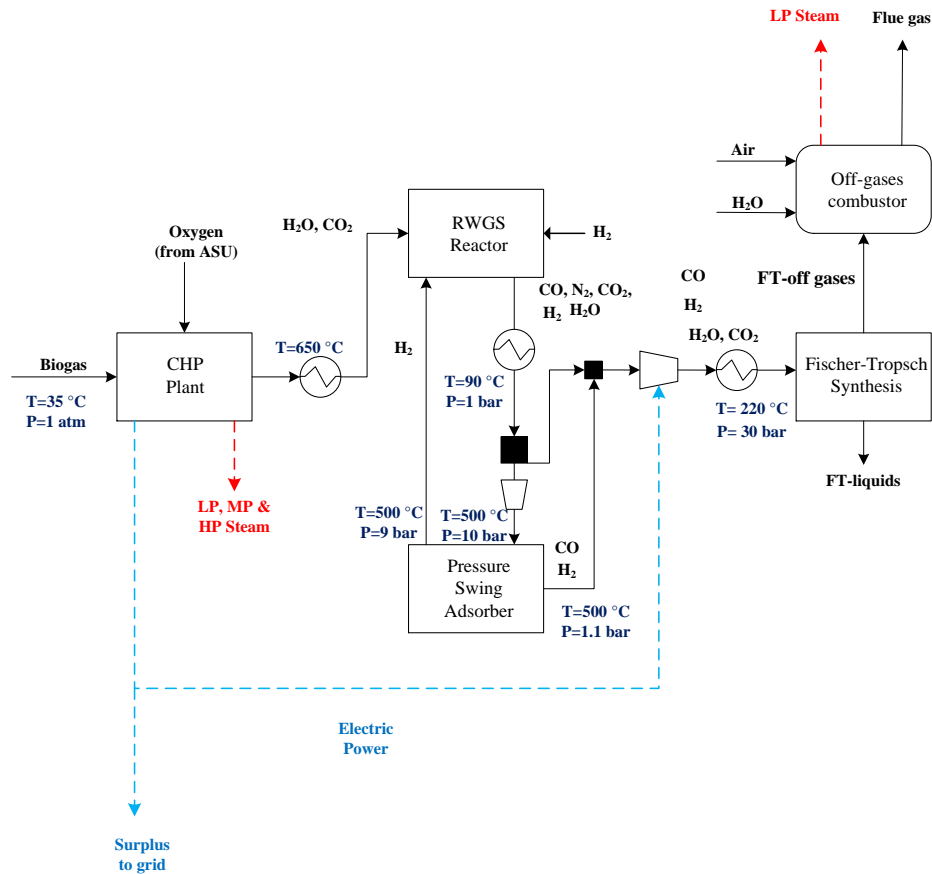 LP Steam
Flue gas
Air
H₂O
Off-gases
combustor
Oxygen
(from ASU)
H₂O, CO₂
RWGS
Reactor
H₂
CO, N₂, CO₂,
H₂ H₂O
CO
H₂
H₂O, CO₂
FT-off gases
Biogas
T=35 °C
P=1 atm
CHP
Plant
T=650 °C
H₂
T=90 °C
P=1 bar
T= 220 °C
P= 30 bar
Fischer-Tropsch
Synthesis
FT-liquids
LP, MP &
HP Steam
T=500 °C
P=9 bar
T=500 °C
P=10 bar
Pressure
Swing
Adsorber
CO
H₂
T=500 °C
P=1.1 bar
Electric
Power
Surplus
to grid